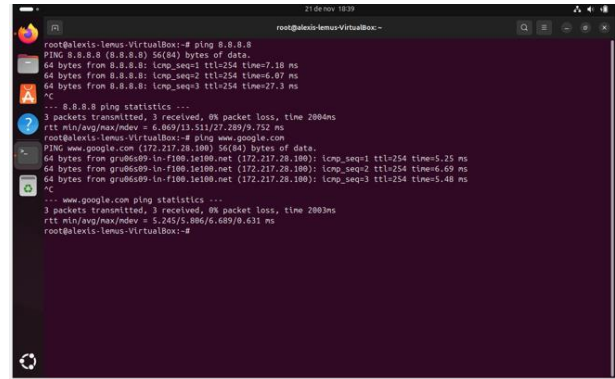 21 de nov 18:39
root@alexis-lemus-VirtualBox: ~
root@alexis-lemus-VirtualBox:~# ping 8.8.8.8
PING 8.8.8.8 (8.8.8.8) 56(84) bytes of data.
64 bytes from 8.8.8.8: icmp_seq=1 ttl=254 time=7.18 ms
64 bytes from 8.8.8.8: icmp_seq=2 ttl=254 time=6.07 ms
64 bytes from 8.8.8.8: icmp_seq=3 ttl=254 time=27.3 ms
^C
--- 8.8.8.8 ping statistics ---
3 packets transmitted, 3 received, 0% packet loss, time 2004ms
rtt min/avg/max/mdev = 6.069/13.511/27.289/9.752 ms
root@alexis-lemus-VirtualBox:~# ping www.google.com
PING www.google.com (172.217.28.100) 56(84) bytes of data.
64 bytes from gru06s09-in-f100.1e100.net (172.217.28.100): icmp_seq=1 ttl=254 time=5.25 ms
64 bytes from gru06s09-in-f100.1e100.net (172.217.28.100): icmp_seq=2 ttl=254 time=6.69 ms
64 bytes from gru06s09-in-f100.1e100.net (172.217.28.100): icmp_seq=3 ttl=254 time=5.48 ms
^C
--- www.google.com ping statistics ---
3 packets transmitted, 3 received, 0% packet loss, time 2003ms
rtt min/avg/max/mdev = 5.245/5.806/6.689/0.631 ms
root@alexis-lemus-VirtualBox:~#